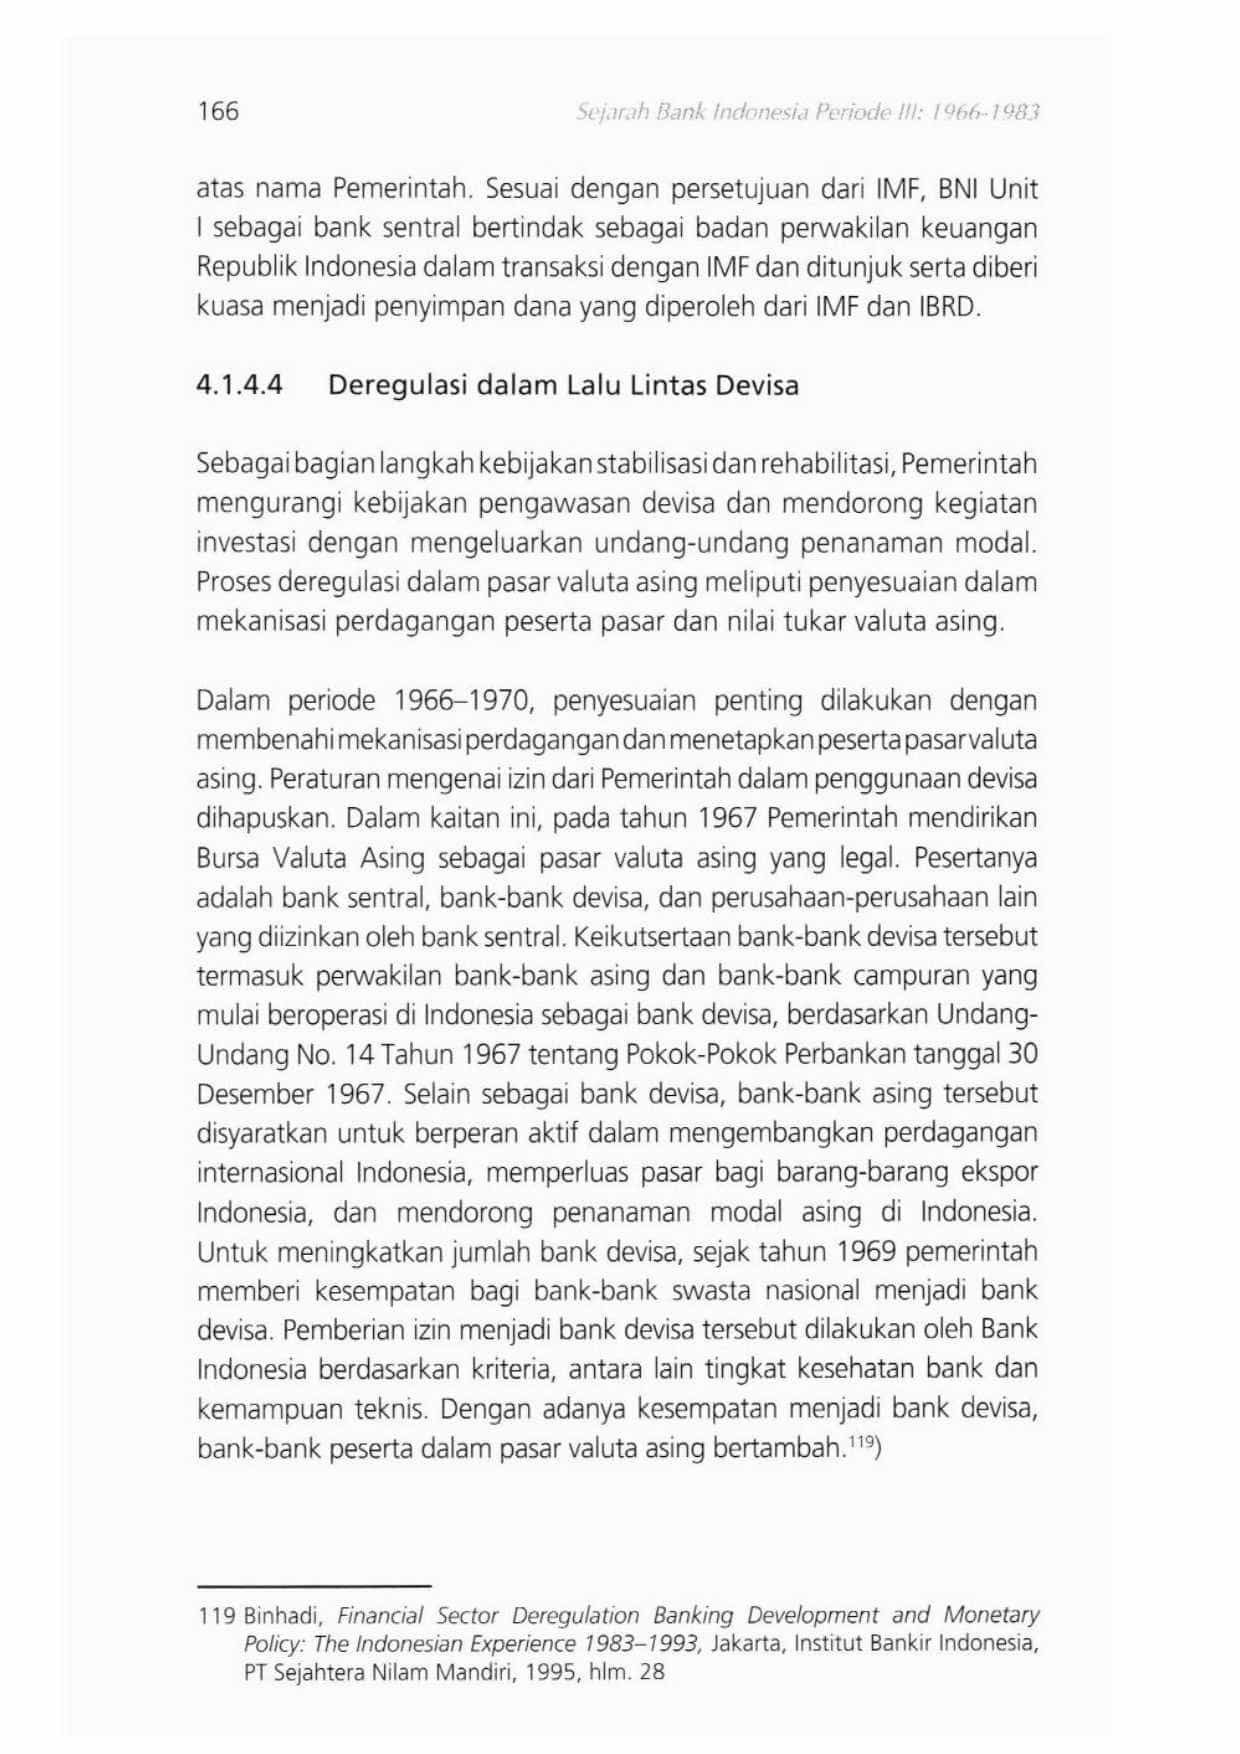 166
Sejarah Bank Indonesia Periode III: 1966-1983
atas nama Pemerintah. Sesuai dengan persetujuan dari IMF, BNI Unit
I sebagai bank sentral bertindak sebagai badan perwakilan keuangan
Republik Indonesia dalam transaksi dengan IMF dan ditunjuk serta diberi
kuasa menjadi penyimpan dana yang diperoleh dari IMF dan IBRD.
4.1.4.4 Deregulasi dalam Lalu Lintas Devisa
Sebagai bagian langkah kebijakan stabilisasi dan rehabilitasi, Pemerintah
mengurangi kebijakan pengawasan devisa dan mendorong kegiatan
investasi dengan mengeluarkan undang-undang penanaman modal.
Proses deregulasi dalam pasar valuta asing meliputi penyesuaian dalam
mekanisasi perdagangan peserta pasar dan nilai tukar valuta asing.
Dalam periode 1966–1970, penyesuaian penting dilakukan dengan
membenahi mekanisasi perdagangan dan menetapkan peserta pasar valuta
asing. Peraturan mengenai izin dari Pemerintah dalam penggunaan devisa
dihapuskan. Dalam kaitan ini, pada tahun 1967 Pemerintah mendirikan
Bursa Valuta Asing sebagai pasar valuta asing yang legal. Pesertanya
adalah bank sentral, bank-bank devisa, dan perusahaan-perusahaan lain
yang diizinkan oleh bank sentral. Keikutsertaan bank-bank devisa tersebut
termasuk perwakilan bank-bank asing dan bank-bank campuran yang
mulai beroperasi di Indonesia sebagai bank devisa, berdasarkan Undang-
Undang No. 14 Tahun 1967 tentang Pokok-Pokok Perbankan tanggal 30
Desember 1967. Selain sebagai bank devisa, bank-bank asing tersebut
disyaratkan untuk berperan aktif dalam mengembangkan perdagangan
internasional Indonesia, memperluas pasar bagi barang-barang ekspor
Indonesia, dan mendorong penanaman modal asing di Indonesia.
Untuk meningkatkan jumlah bank devisa, sejak tahun 1969 pemerintah
memberi kesempatan bagi bank-bank swasta nasional menjadi bank
devisa. Pemberian izin menjadi bank devisa tersebut dilakukan oleh Bank
Indonesia berdasarkan kriteria, antara lain tingkat kesehatan bank dan
kemampuan teknis. Dengan adanya kesempatan menjadi bank devisa,
bank-bank peserta dalam pasar valuta asing bertambah.¹¹⁹)
119 Binhadi, Financial Sector Deregulation Banking Development and Monetary
Policy: The Indonesian Experience 1983–1993, Jakarta, Institut Bankir Indonesia,
PT Sejahtera Nilam Mandiri, 1995, hlm. 28